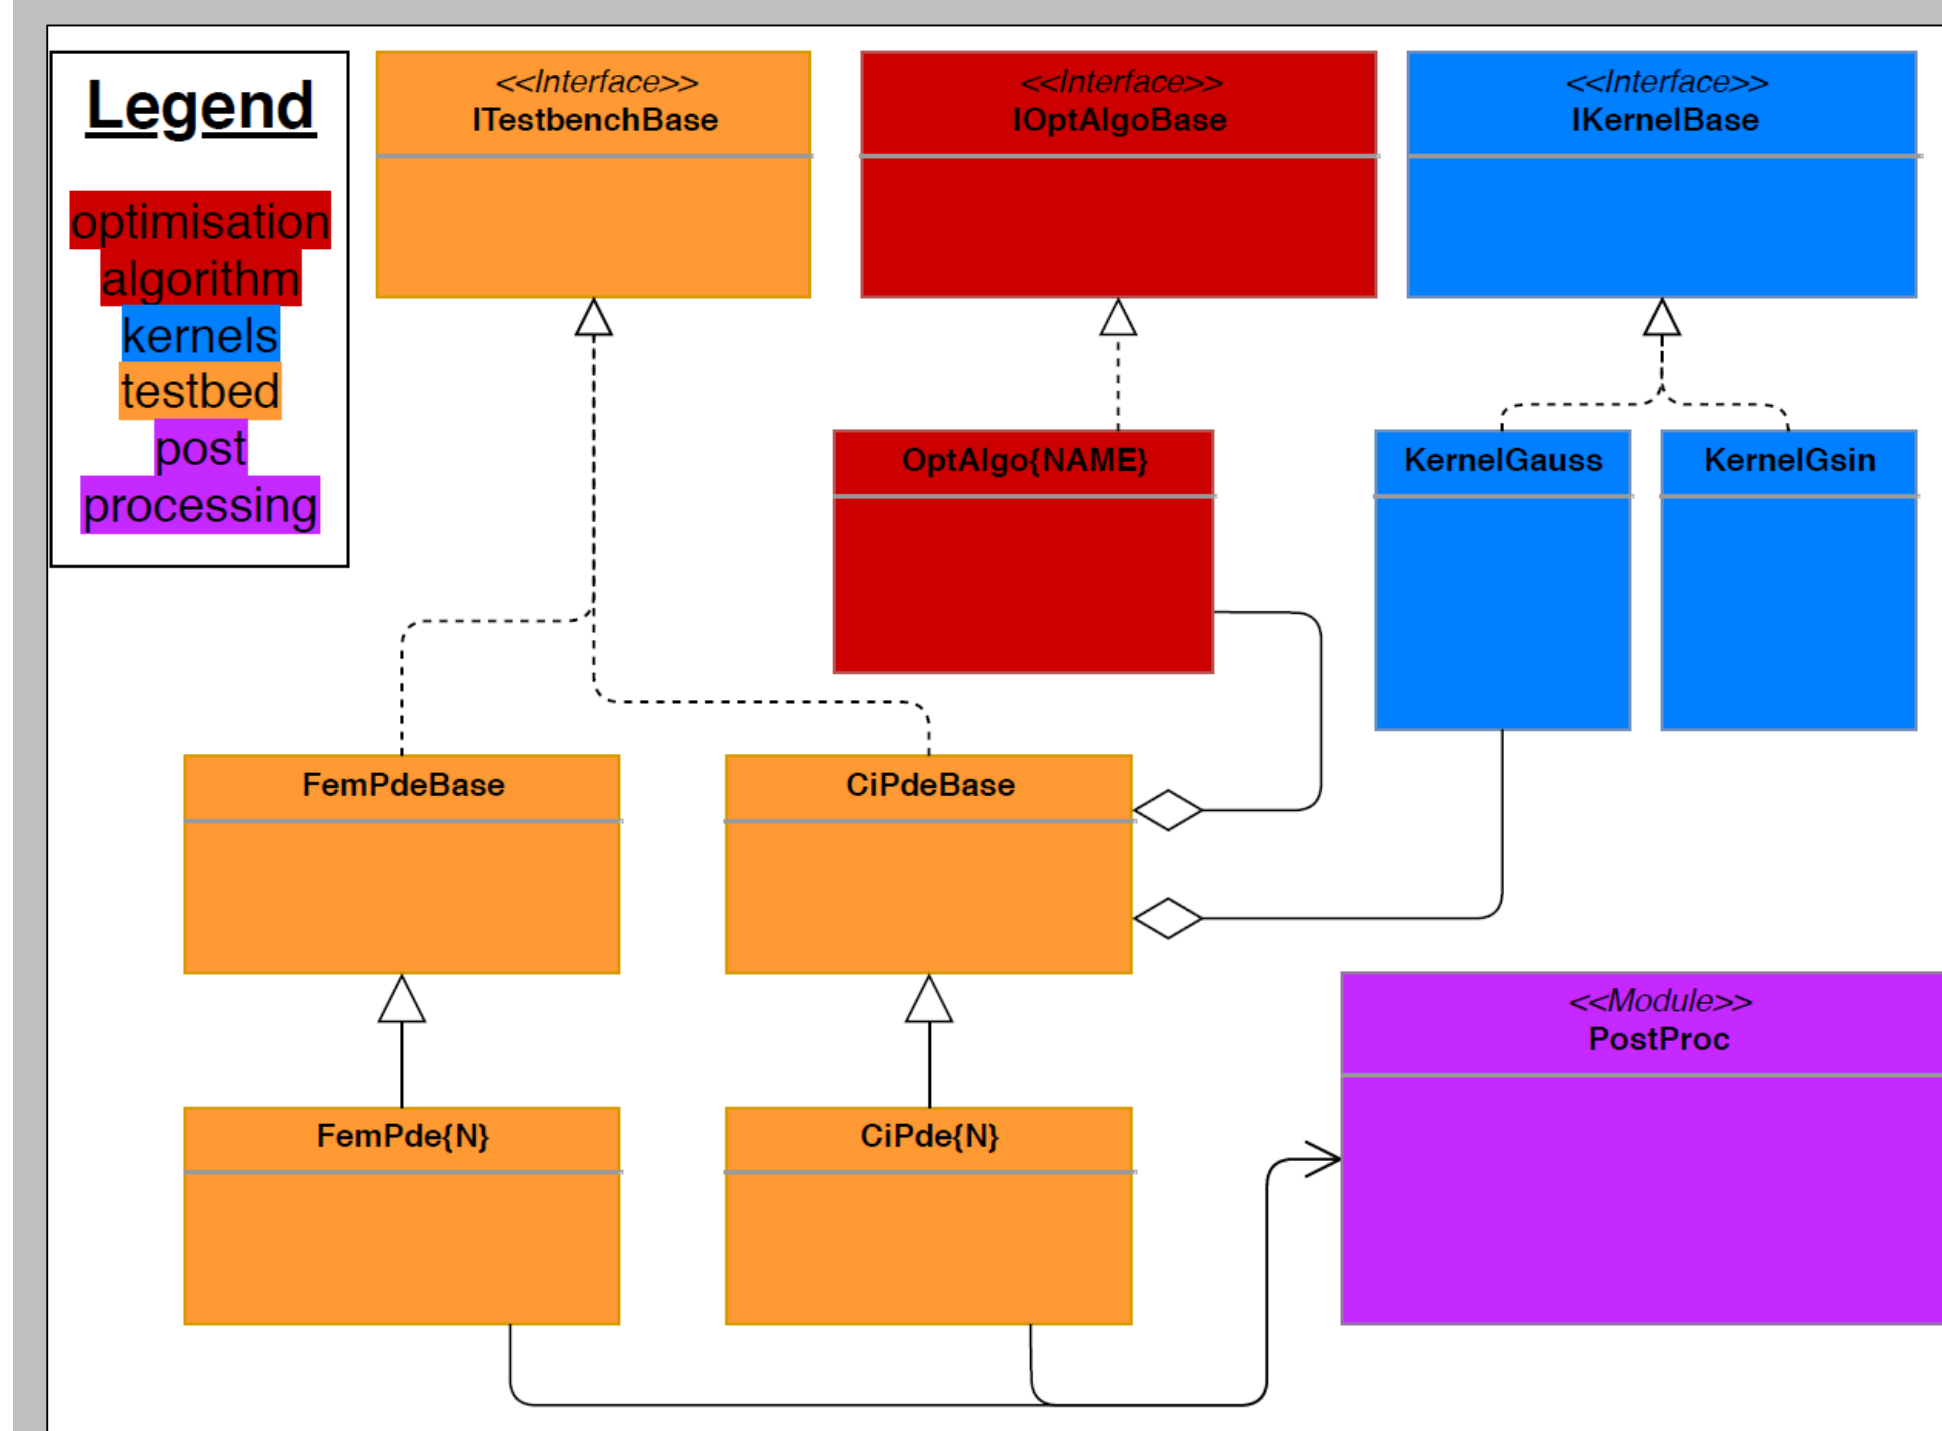 Legend
optimisation
algorithm
kernels
testbed
post
processing
<<Interface>>
ITestbenchBase
<<Interface>>
IOptAlgoBase
<<Interface>>
IKernelBase
OptAlgo{NAME}
KernelGauss
KernelGsin
FemPdeBase
CiPdeBase
<<Module>>
PostProc
FemPde{N}
CiPde{N}